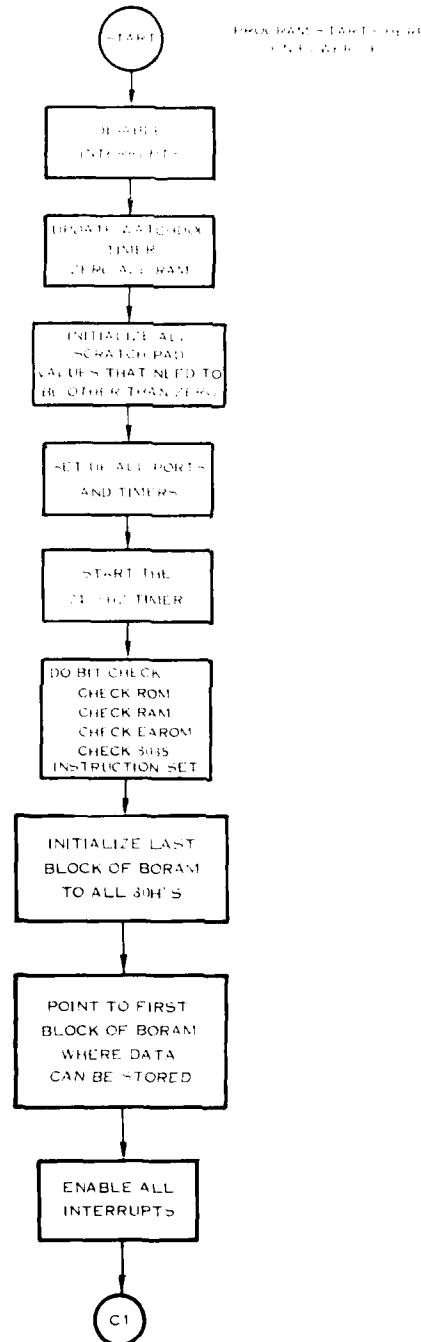 START
PROGRAM STARTS HERE
DISABLE
INTERRUPTS
UPDATE WATCHDOG
TIMER
ZERO ALL RAM
INITIALIZE ALL
SCRATCH PAD
VALUES THAT NEED TO
BE OTHER THAN ZERO
SET UP ALL PORTS
AND TIMERS
START THE
TIMER
DO BIT CHECK
CHECK ROM
CHECK RAM
CHECK EAROM
CHECK 8085
INSTRUCTION SET
INITIALIZE LAST
BLOCK OF BORAM
TO ALL 80H'S
POINT TO FIRST
BLOCK OF BORAM
WHERE DATA
CAN BE STORED
ENABLE ALL
INTERRUPTS
C1